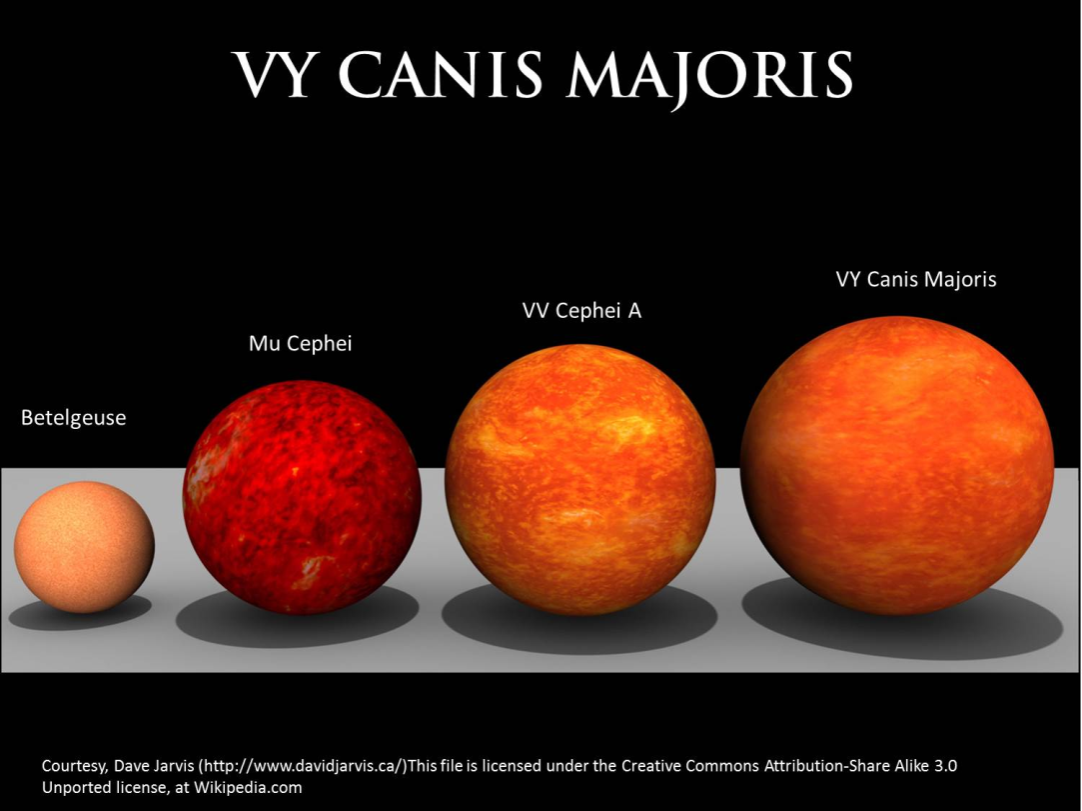 VY CANIS MAJORIS
VY Canis Majoris
VV Cephei A
Mu Cephei
Betelgeuse
Courtesy, Dave Jarvis (http://www.davidjarvis.ca/)This file is licensed under the Creative Commons Attribution-Share Alike 3.0
Unported license, at Wikipedia.com